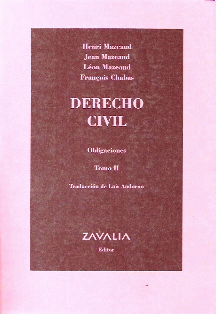 Henri Mazeaud
Jean Mazeaud
Léon Mazeaud
François Chabas
DERECHO
CIVIL
Obligaciones
Tomo II
Traducción de Luis Andorno
ZAVALIA
Editor